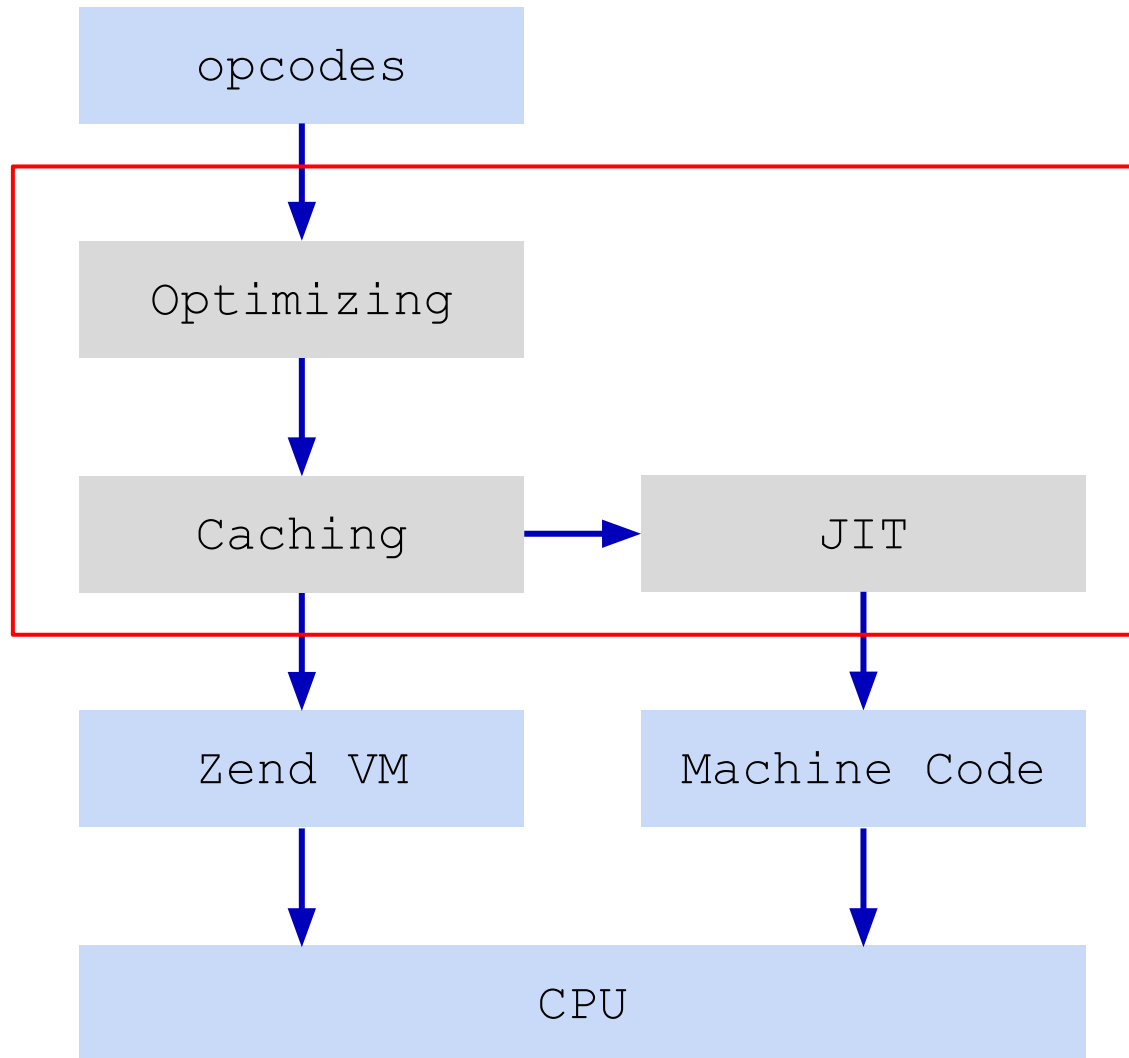 opcodes
Optimizing
Caching
JIT
Zend VM
Machine Code
CPU